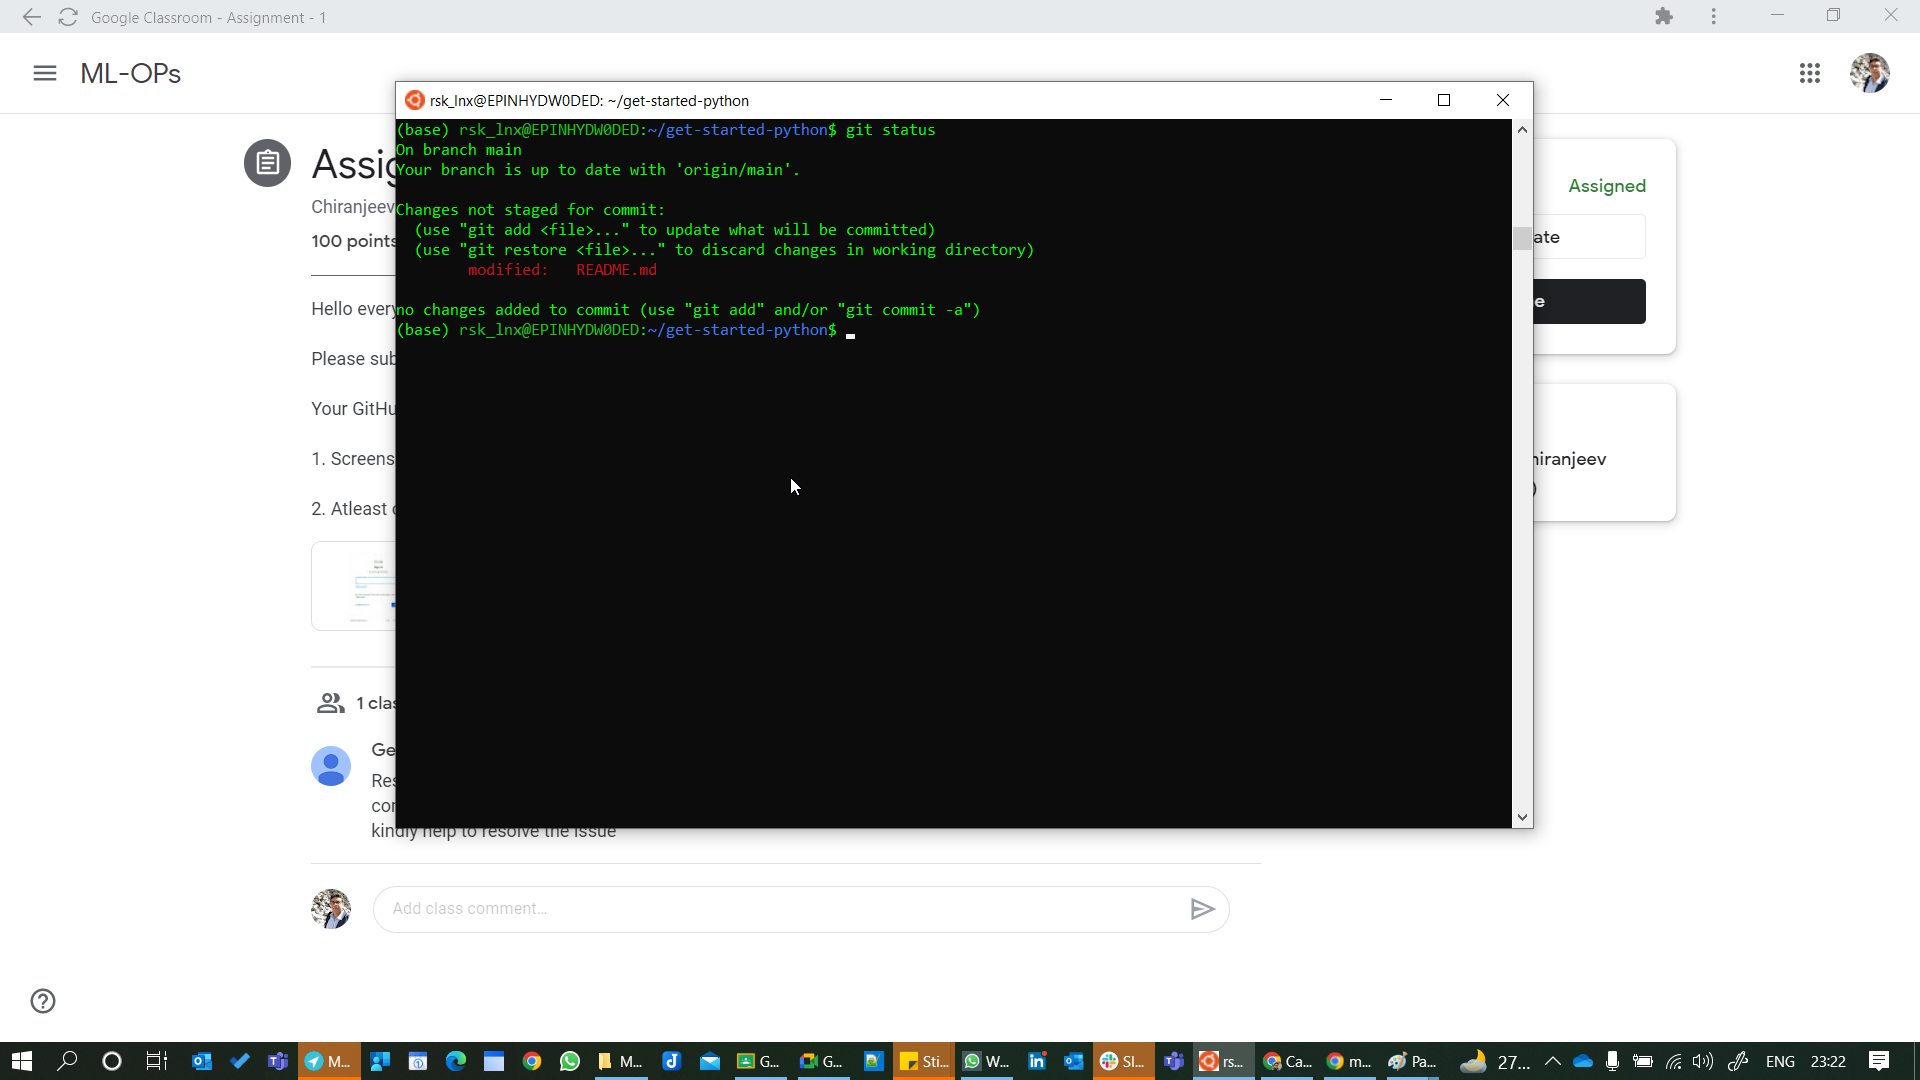 Google Classroom - Assignment - 1
ML-OPs
rsk_lnx@EPINHYDW0DED: ~/get-started-python
(base) rsk_lnx@EPINHYDW0DED:~/get-started-python$ git status
On branch main
Your branch is up to date with 'origin/main'.
Changes not staged for commit:
(use "git add <file>..." to update what will be committed)
(use "git restore <file>..." to discard changes in working directory)
modified: README.md
no changes added to commit (use "git add" and/or "git commit -a")
(base) rsk_lnx@EPINHYDW0DED:~/get-started-python$
Assig
Chiranjeev
100 points
Hello every
Please sub
Your GitHu
1. Screens
2. Atleast
Assigned
ate
e
hiranjeev
1 clas
Ge
Res
con
kindly help to resolve the issue
Add class comment...
M...
M...
G...
G...
Sti...
W...
Sl...
rs...
Ca...
m...
Pa...
27...
ENG
23:22